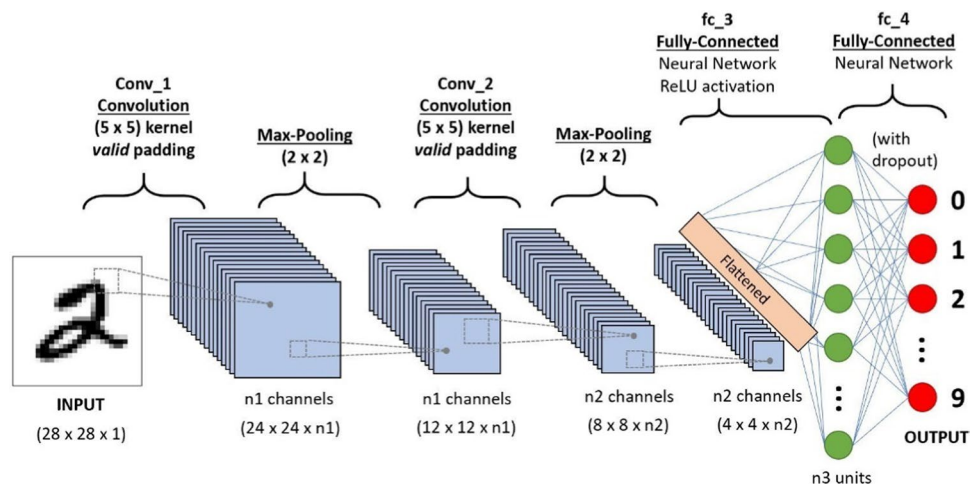 Conv_1
Convolution
(5 x 5) kernel
valid padding
Max-Pooling
(2 x 2)
Conv_2
Convolution
(5 x 5) kernel
valid padding
Max-Pooling
(2 x 2)
fc_3
Fully-Connected
Neural Network
ReLU activation
fc_4
Fully-Connected
Neural Network
(with
dropout)
INPUT
(28 x 28 x 1)
2
n1 channels
(24 x 24 x n1)
n1 channels
(12 x 12 x n1)
n2 channels
(8 x 8 x n2)
n2 channels
(4 x 4 x n2)
Flattened
n3 units
0
1
2
9
OUTPUT